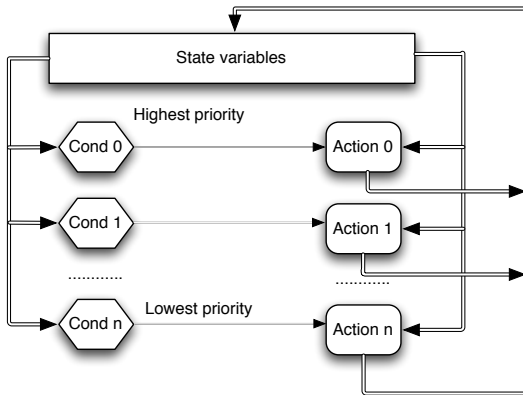 State variables
Highest priority
Cond 0
Action 0
Cond 1
Action 1
............
.............
Lowest priority
Cond n
Action n